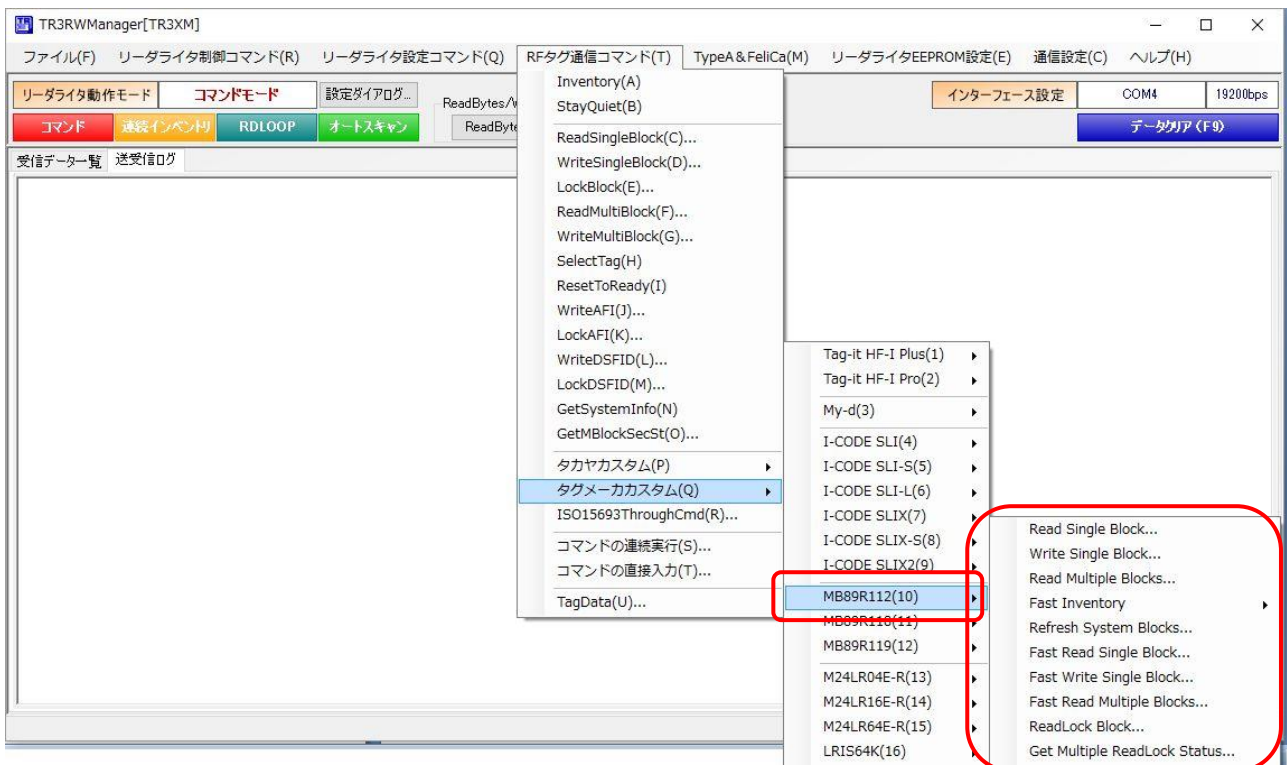 TR3RWManager[TR3XM]
ファイル(F) リーダライタ制御コマンド(R) リーダライタ設定コマンド(Q) RFタグ通信コマンド(T) TypeA&FeliCa(M) リーダライタEEPROM設定(E) 通信設定(C) ヘルプ(H)
リーダライタ動作モード コマンドモード 設定ダイアログ... ReadBytes/ インターフェース設定 COM4 19200bps
コマンド 連続インベントリ RDLOOP オートスキャン ReadByte データクリア(F9)
受信データ一覧 送受信ログ
Inventory(A)
StayQuiet(B)
ReadSingleBlock(C)...
WriteSingleBlock(D)...
LockBlock(E)...
ReadMultiBlock(F)...
WriteMultiBlock(G)...
SelectTag(H)
ResetToReady(I)
WriteAFI(J)...
LockAFI(K)...
WriteDSFID(L)...
LockDSFID(M)...
GetSystemInfo(N)
GetMBlockSecSt(O)...
タカヤカスタム(P)
タグメーカカスタム(Q)
ISO15693ThroughCmd(R)...
コマンドの連続実行(S)...
コマンドの直接入力(T)...
TagData(U)...
Tag-it HF-I Plus(1)
Tag-it HF-I Pro(2)
My-d(3)
I-CODE SLI(4)
I-CODE SLI-S(5)
I-CODE SLI-L(6)
I-CODE SLIX(7)
I-CODE SLIX-S(8)
I-CODE SLIX2(9)
MB89R112(10)
MB89R118(11)
MB89R119(12)
M24LR04E-R(13)
M24LR16E-R(14)
M24LR64E-R(15)
LRIS64K(16)
Read Single Block...
Write Single Block...
Read Multiple Blocks...
Fast Inventory
Refresh System Blocks...
Fast Read Single Block...
Fast Write Single Block...
Fast Read Multiple Blocks...
ReadLock Block...
Get Multiple ReadLock Status...